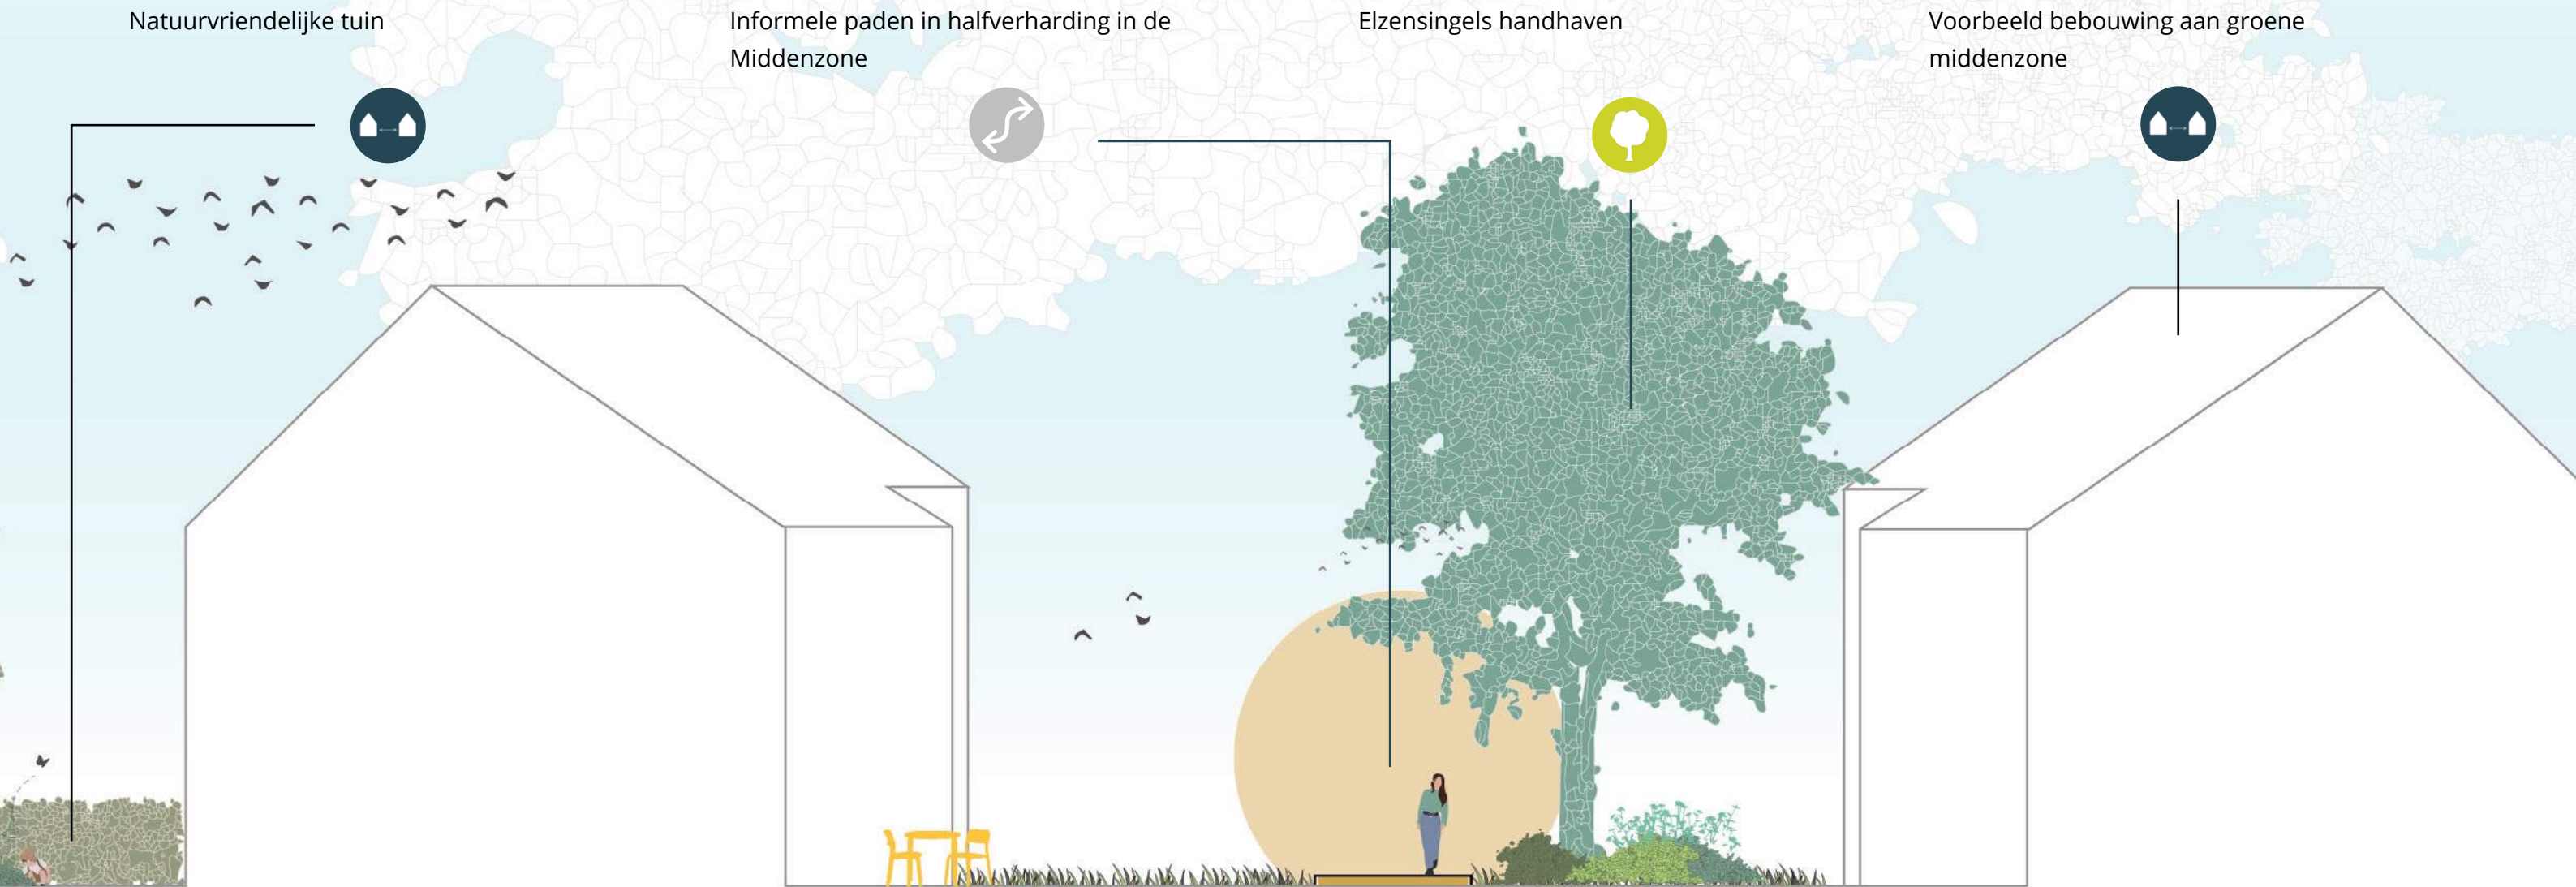 Natuurvriendelijke tuin
Informele paden in halfverharding in de
Middenzone
Elzensingels handhaven
Voorbeeld bebouwing aan groene
middenzone